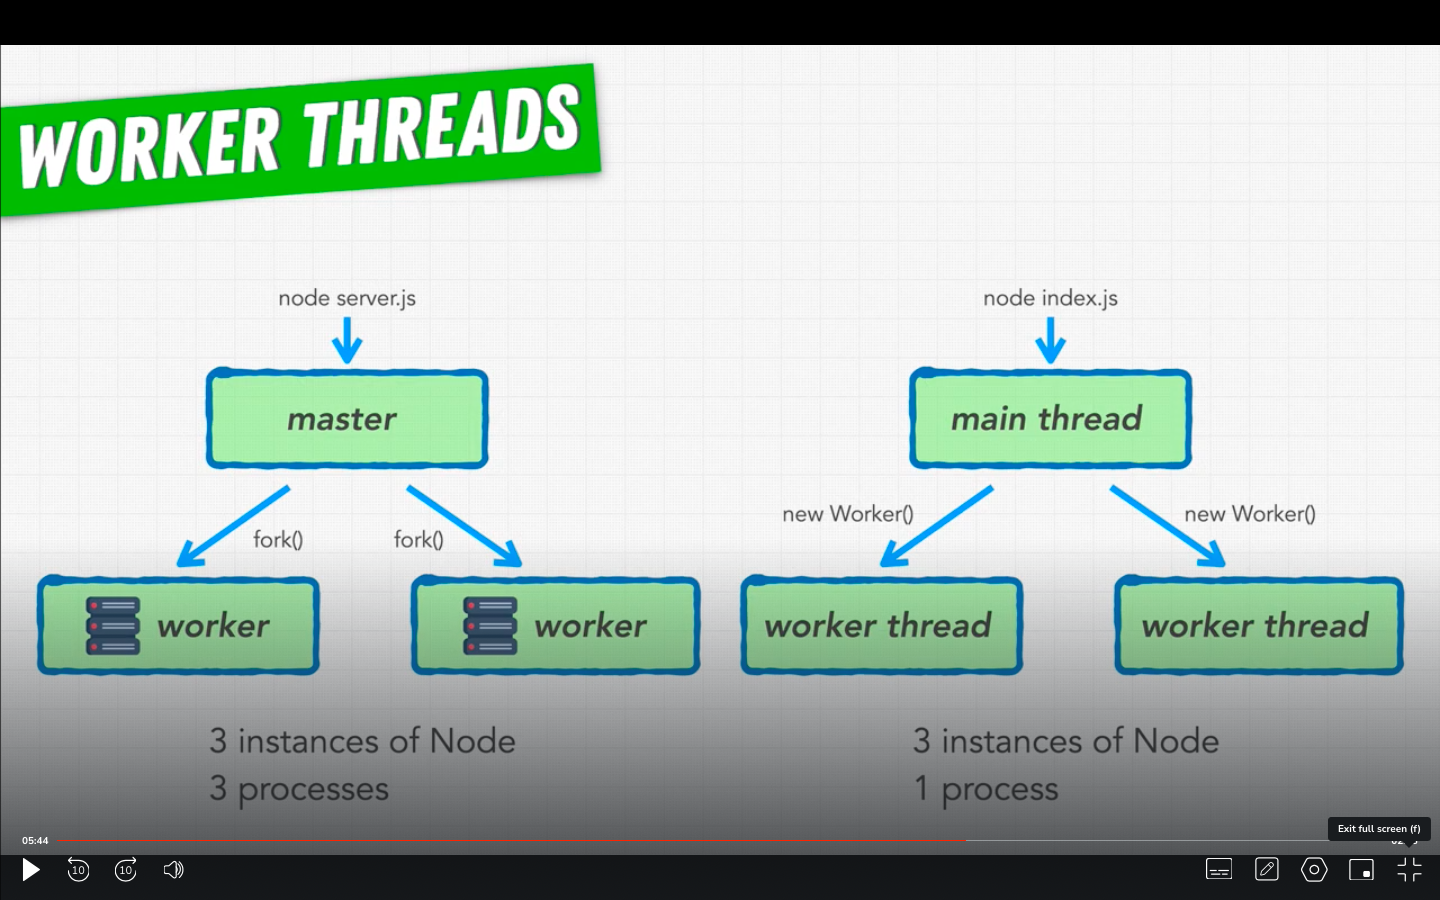 WORKER THREADS
node server.js
master
fork()
fork()
worker
worker
3 instances of Node
3 processes
node index.js
main thread
new Worker()
new Worker()
worker thread
worker thread
3 instances of Node
1 process
Exit full screen (f)
05:44
10
10